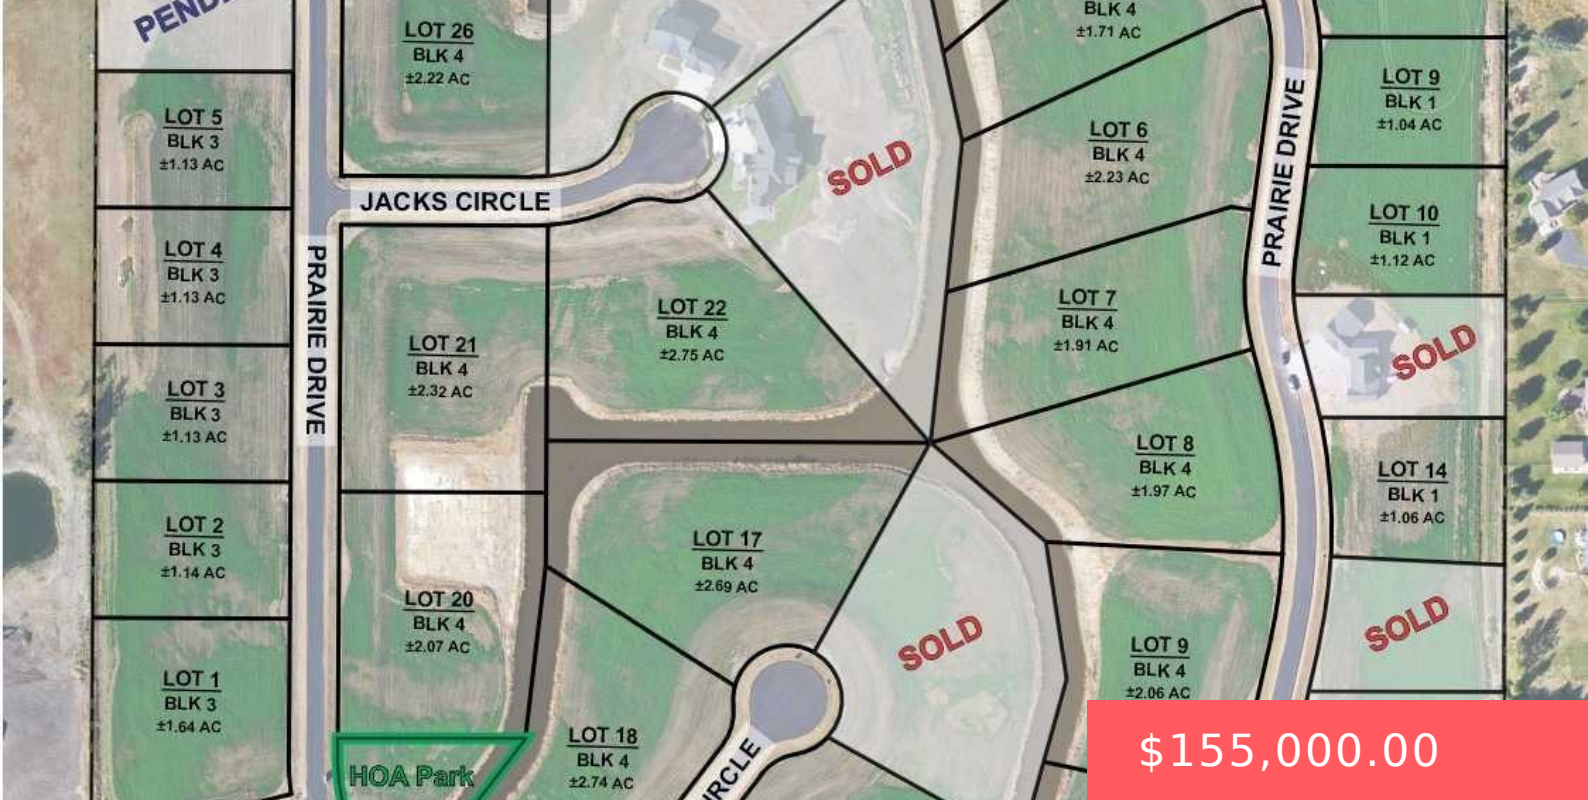 PENDI
LOT 26
BLK 4
±2.22 AC
BLK 4
±1.71 AC
LOT 9
BLK 1
±1.04 AC
LOT 5
BLK 3
±1.13 AC
SOLD
LOT 6
BLK 4
±2.23 AC
PRAIRIE DRIVE
JACKS CIRCLE
LOT 10
BLK 1
±1.12 AC
LOT 4
BLK 3
±1.13 AC
PRAIRIE DRIVE
LOT 21
BLK 4
±2.32 AC
LOT 22
BLK 4
±2.75 AC
LOT 7
BLK 4
±1.91 AC
SOLD
LOT 3
BLK 3
±1.13 AC
LOT 8
BLK 4
±1.97 AC
LOT 14
BLK 1
±1.06 AC
LOT 2
BLK 3
±1.14 AC
LOT 17
BLK 4
±2.69 AC
LOT 20
BLK 4
±2.07 AC
SOLD
LOT 9
BLK 4
±2.06 AC
SOLD
LOT 1
BLK 3
±1.64 AC
HOA Park
LOT 18
BLK 4
±2.74 AC
IRCLE
$155,000.00